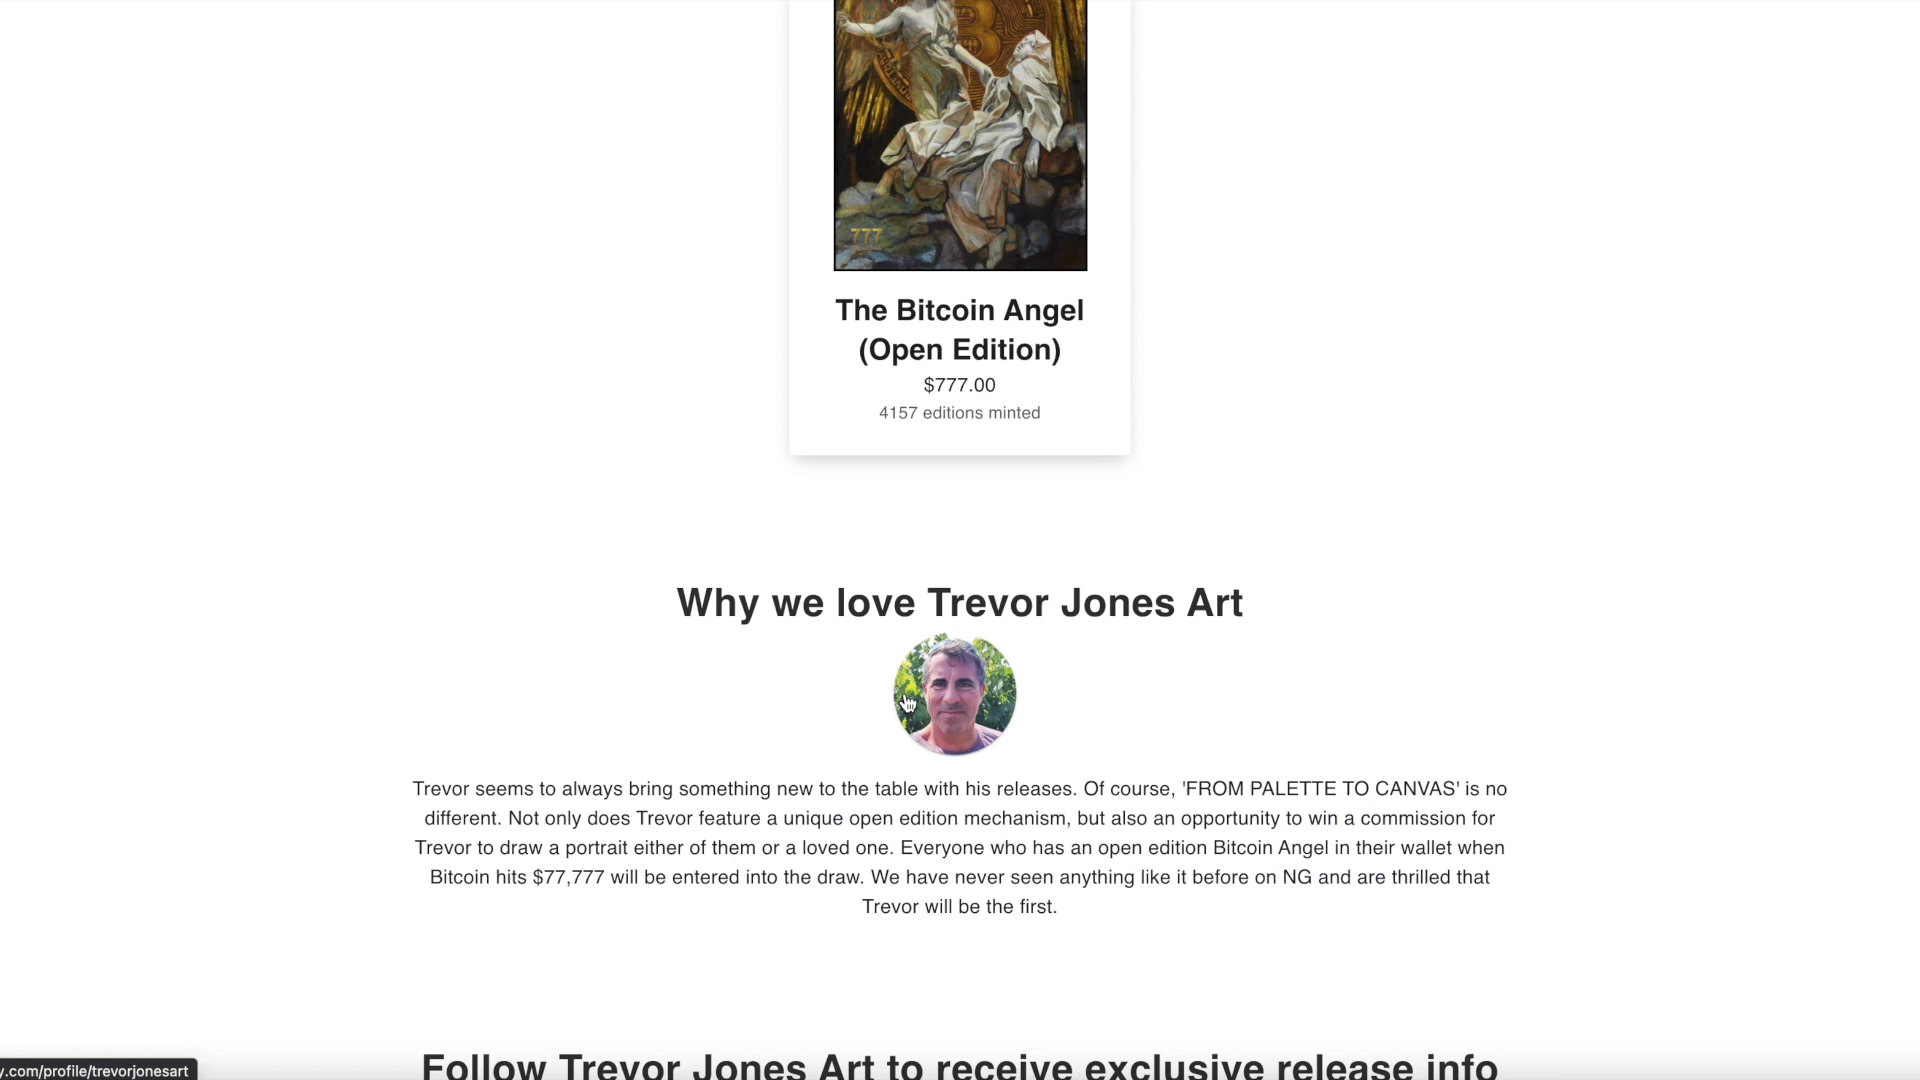 777
The Bitcoin Angel
(Open Edition)
$777.00
4157 editions minted
Why we love Trevor Jones Art
Trevor seems to always bring something new to the table with his releases. Of course, 'FROM PALETTE TO CANVAS' is no
different. Not only does Trevor feature a unique open edition mechanism, but also an opportunity to win a commission for
Trevor to draw a portrait either of them or a loved one. Everyone who has an open edition Bitcoin Angel in their wallet when
Bitcoin hits $77,777 will be entered into the draw. We have never seen anything like it before on NG and are thrilled that
Trevor will be the first.
Follow Trevor Jones Art to receive exclusive release info
y.com/profile/trevorjonesart